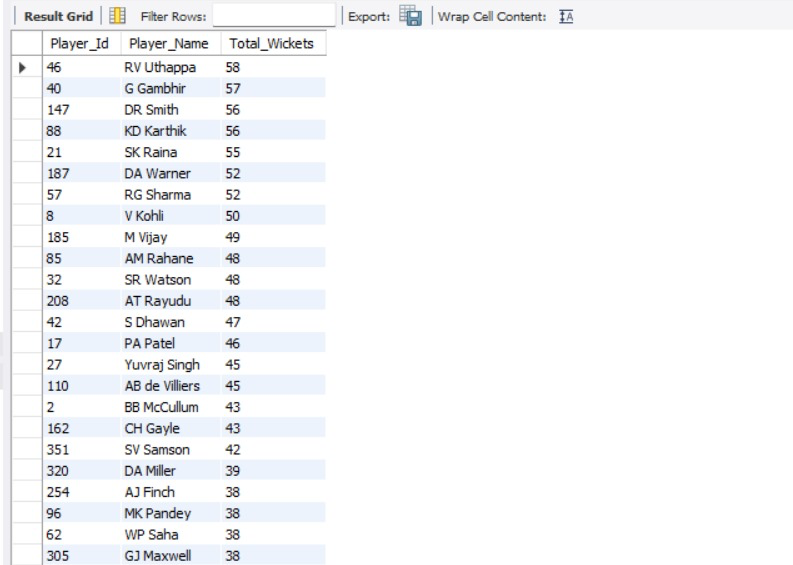 Result Grid Filter Rows: Export: Wrap Cell Content: IA
Player_Id Player_Name Total_Wickets
46 RV Uthappa 58
40 G Gambhir 57
147 DR Smith 56
88 KD Karthik 56
21 SK Raina 55
187 DA Warner 52
57 RG Sharma 52
8 V Kohli 50
185 M Vijay 49
85 AM Rahane 48
32 SR Watson 48
208 AT Rayudu 48
42 S Dhawan 47
17 PA Patel 46
27 Yuvraj Singh 45
110 AB de Villiers 45
2 BB McCullum 43
162 CH Gayle 43
351 SV Samson 42
320 DA Miller 39
254 AJ Finch 38
96 MK Pandey 38
62 WP Saha 38
305 GJ Maxwell 38